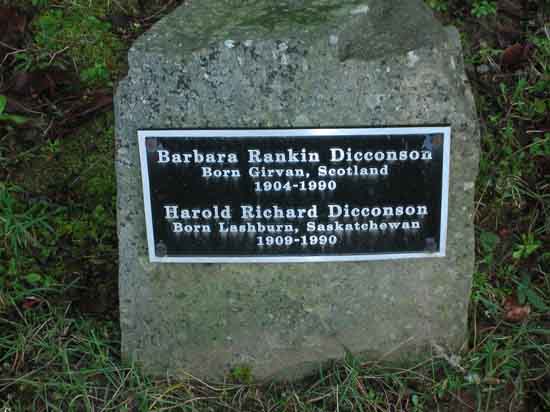 Barbara Rankin Dicconson
Born Girvan, Scotland
1904-1990
Harold Richard Dicconson
Born Lashburn, Saskatchewan
1909-1990